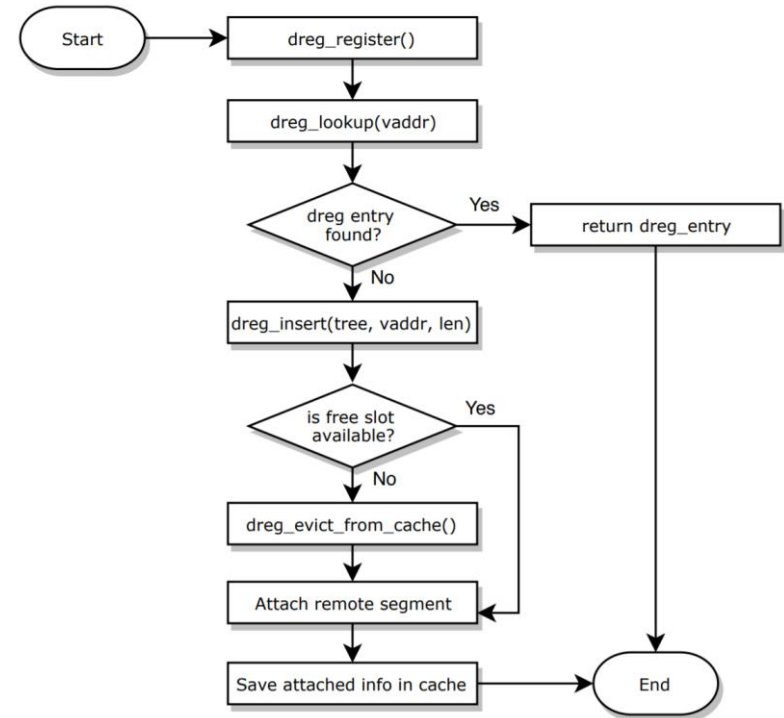 Start
dreg_register()
dreg_lookup(vaddr)
dreg entry
found?
Yes
return dreg_entry
No
dreg_insert(tree, vaddr, len)
is free slot
available?
Yes
No
dreg_evict_from_cache()
Attach remote segment
Save attached info in cache
End